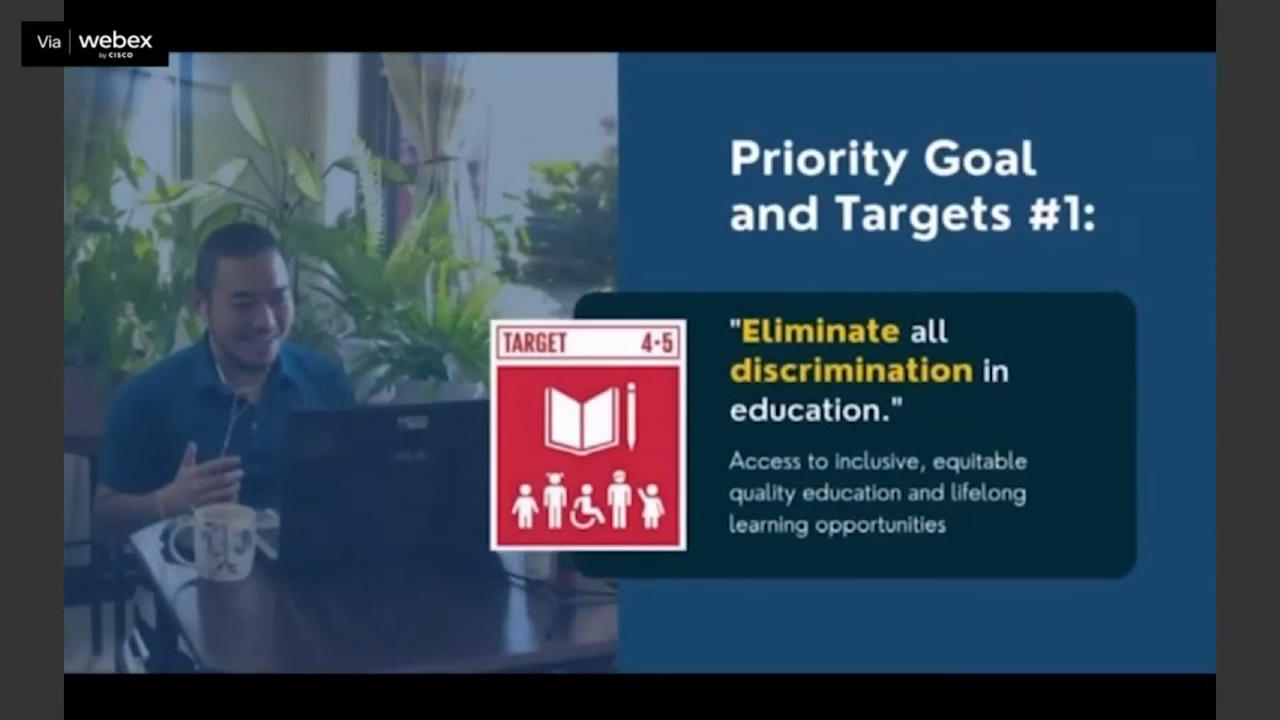 Via webex
by CISCO
Priority Goal
and Targets #1:
TARGET 4·5
"Eliminate all
discrimination in
education."
Access to inclusive, equitable
quality education and lifelong
learning opportunities